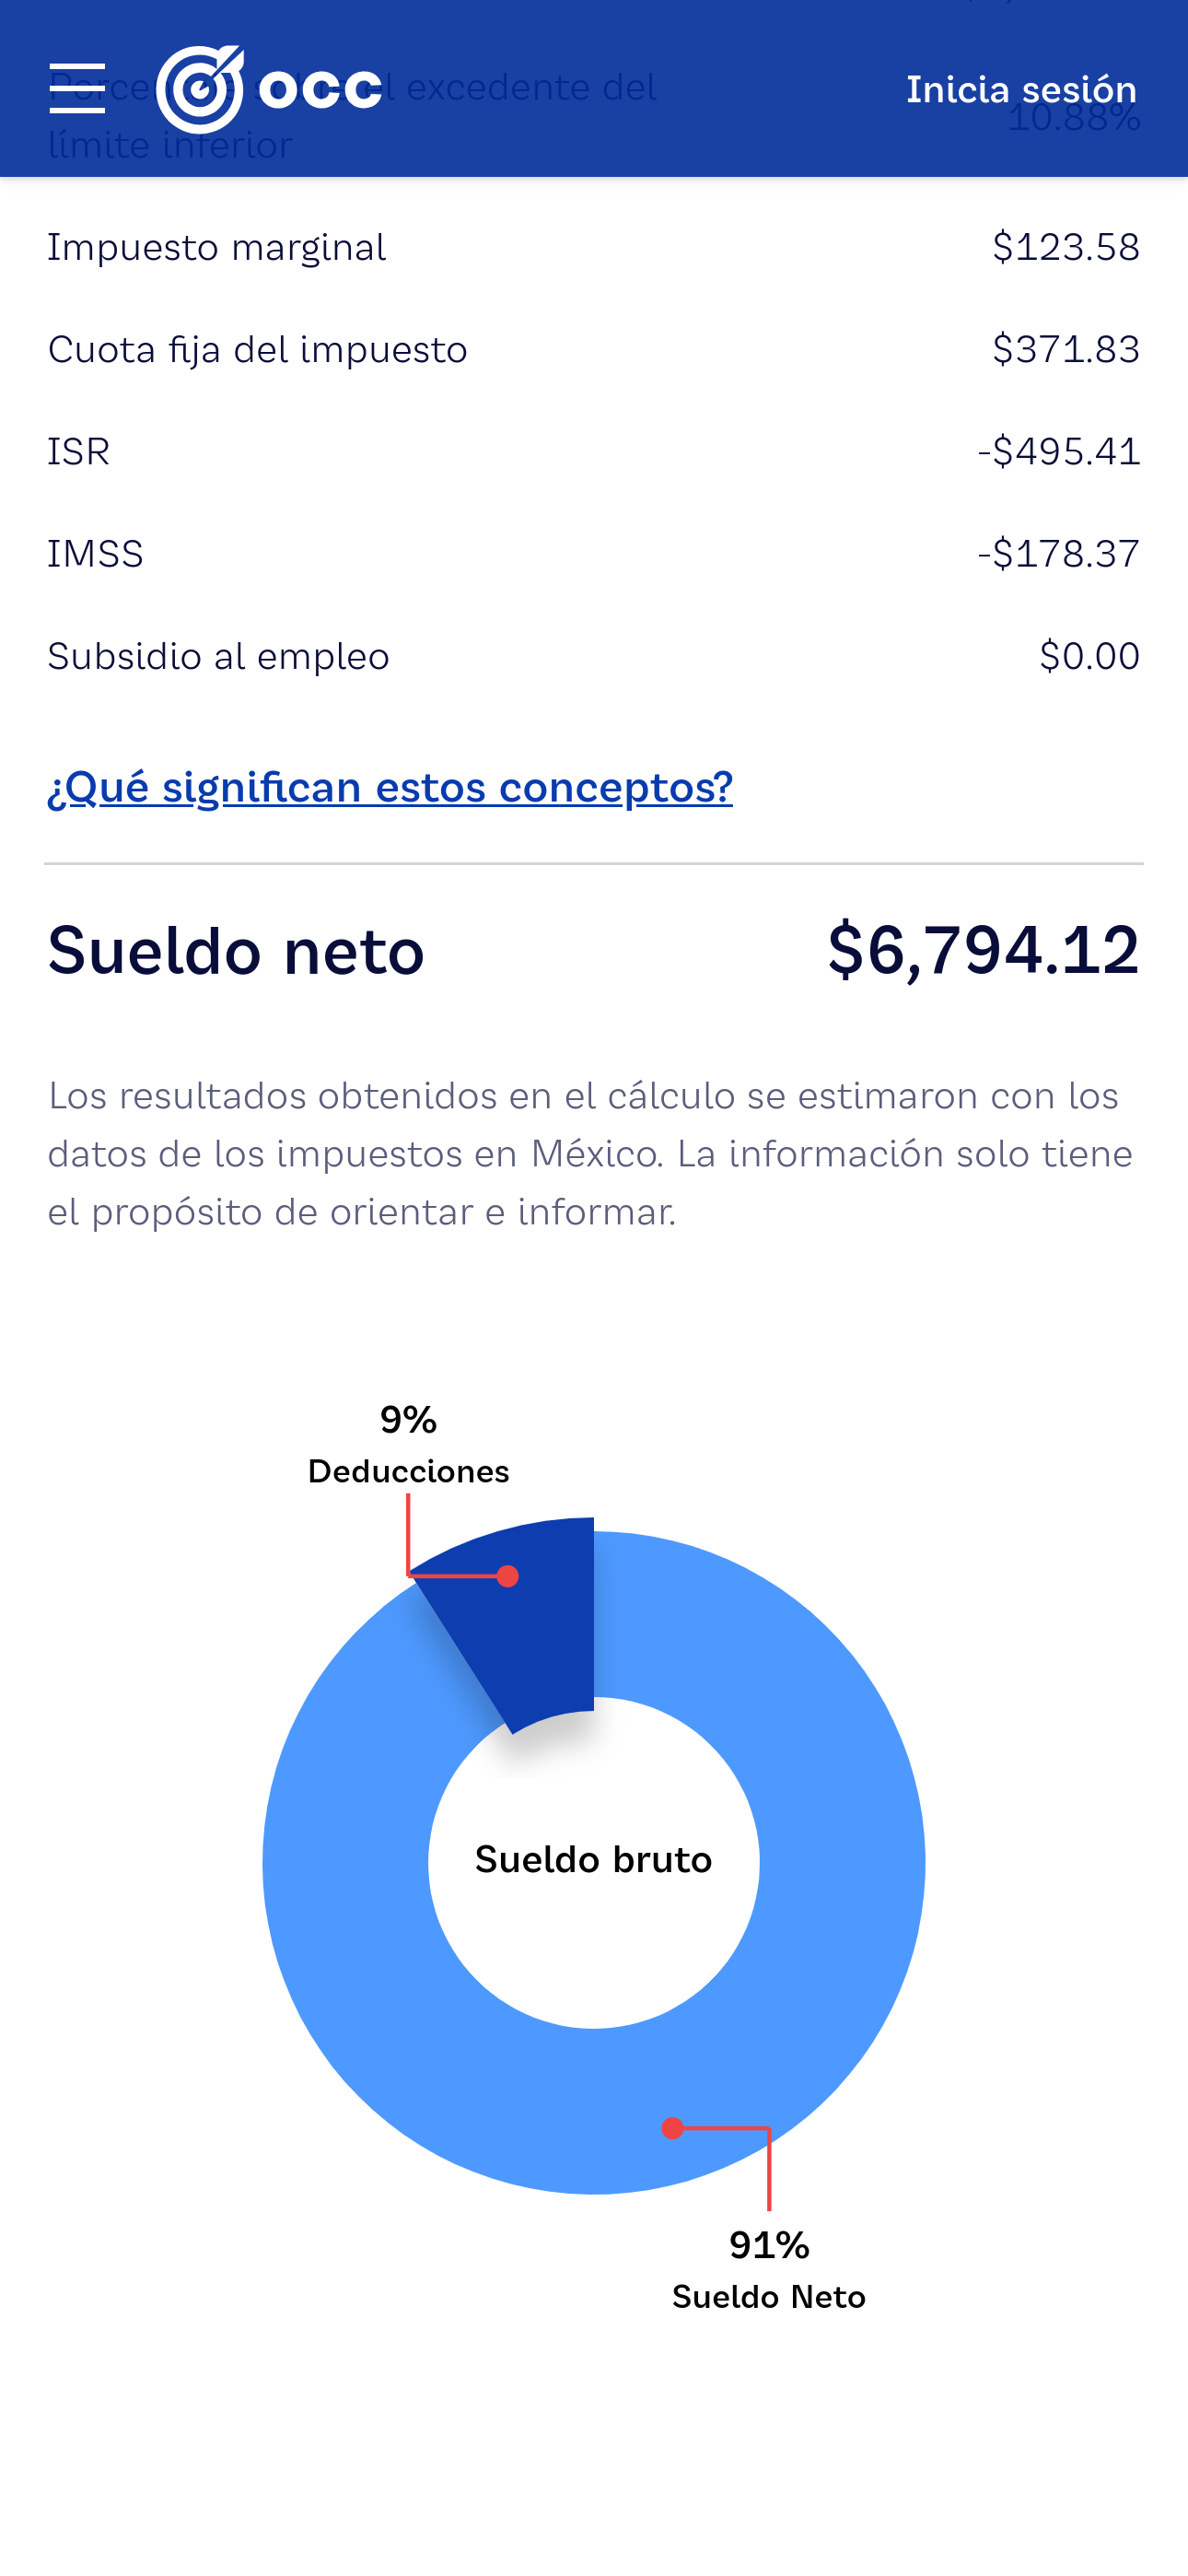 occ
Inicia sesión
Porcentaje sobre el excedente del
límite inferior
10.88%
Impuesto marginal $123.58
Cuota fija del impuesto $371.83
ISR -$495.41
IMSS -$178.37
Subsidio al empleo $0.00
¿Qué significan estos conceptos?
Sueldo neto $6,794.12
Los resultados obtenidos en el cálculo se estimaron con los
datos de los impuestos en México. La información solo tiene
el propósito de orientar e informar.
9%
Deducciones
Sueldo bruto
91%
Sueldo Neto